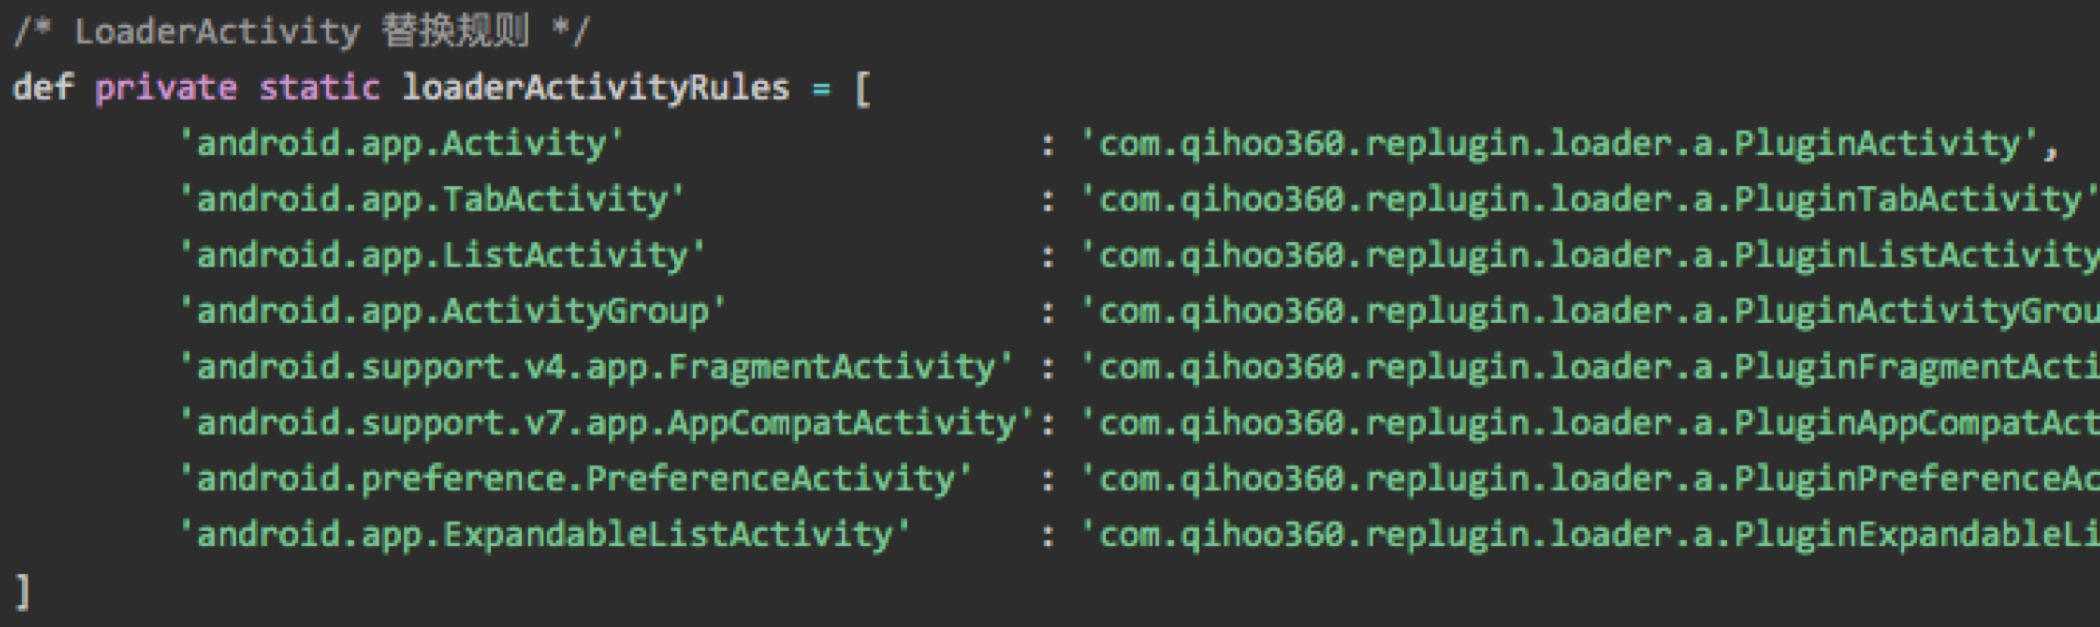 /* LoaderActivity 替换规则 */
def private static loaderActivityRules = [
'android.app.Activity' : 'com.qihoo360.replugin.loader.a.PluginActivity',
'android.app.TabActivity' : 'com.qihoo360.replugin.loader.a.PluginTabActivity'
'android.app.ListActivity' : 'com.qihoo360.replugin.loader.a.PluginListActivity
'android.app.ActivityGroup' : 'com.qihoo360.replugin.loader.a.PluginActivityGrou
'android.support.v4.app.FragmentActivity' : 'com.qihoo360.replugin.loader.a.PluginFragmentActi
'android.support.v7.app.AppCompatActivity': 'com.qihoo360.replugin.loader.a.PluginAppCompatAct
'android.preference.PreferenceActivity' : 'com.qihoo360.replugin.loader.a.PluginPreferenceAc
'android.app.ExpandableListActivity' : 'com.qihoo360.replugin.loader.a.PluginExpandableLi
]